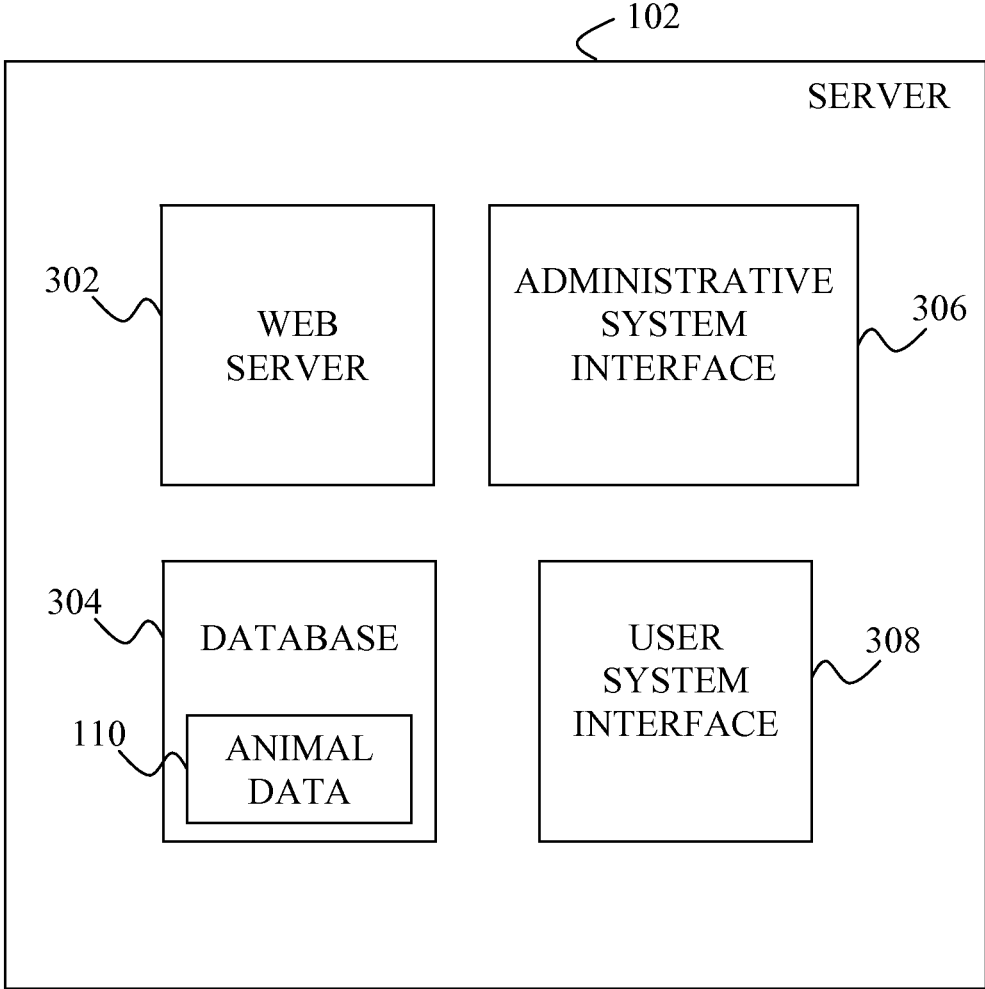 102
SERVER
302
WEB
SERVER
ADMINISTRATIVE
SYSTEM
INTERFACE
306
304
DATABASE
110
ANIMAL
DATA
USER
SYSTEM
INTERFACE
308